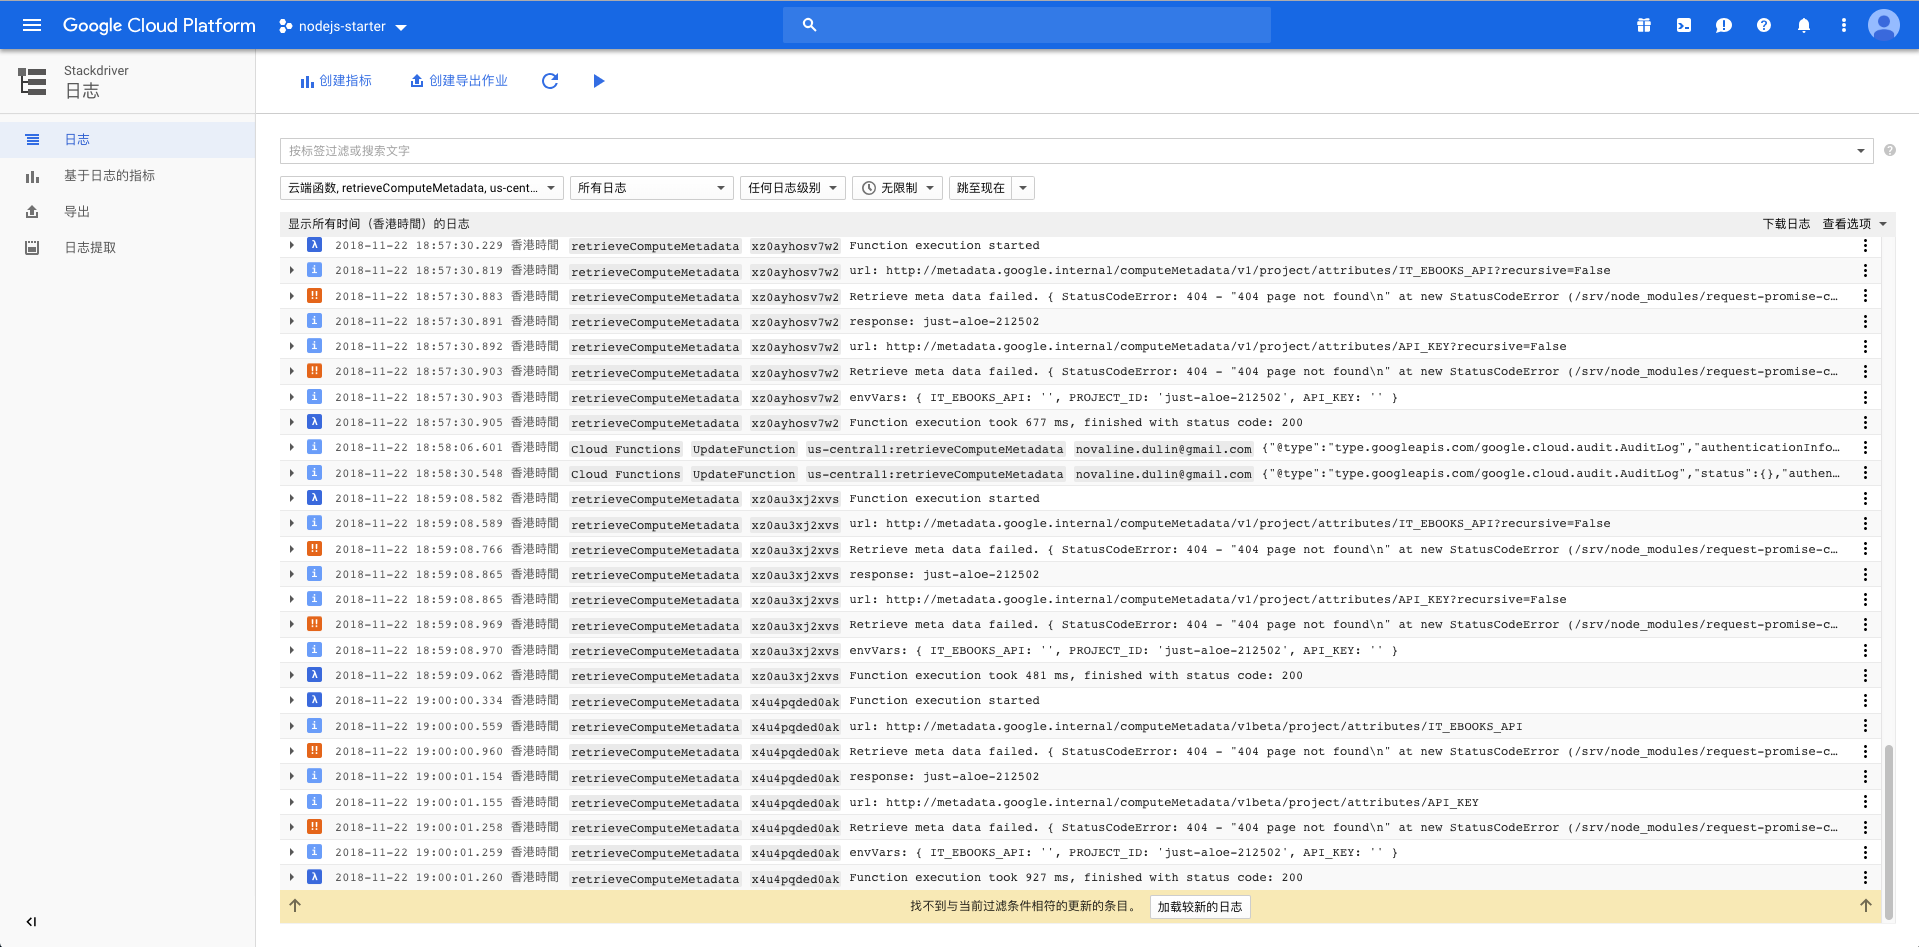 Google Cloud Platform nodejs-starter
Stackdriver
日志
创建指标 创建导出作业
日志
基于日志的指标
导出
日志提取
按标签过滤或搜索文字
云端函数, retrieveComputeMetadata, us-cent... 所有日志 任何日志级别 无限制 跳至现在
显示所有时间（香港時間）的日志 下载日志 查看选项
λ 2018-11-22 18:57:30.229 香港時間 retrieveComputeMetadata xz0ayhosv7w2 Function execution started
i 2018-11-22 18:57:30.819 香港時間 retrieveComputeMetadata xz0ayhosv7w2 url: http://metadata.google.internal/computeMetadata/v1/project/attributes/IT_EBOOKS_API?recursive=False
!! 2018-11-22 18:57:30.883 香港時間 retrieveComputeMetadata xz0ayhosv7w2 Retrieve meta data failed. { StatusCodeError: 404 - "404 page not found\n" at new StatusCodeError (/srv/node_modules/request-promise-c…
i 2018-11-22 18:57:30.891 香港時間 retrieveComputeMetadata xz0ayhosv7w2 response: just-aloe-212502
i 2018-11-22 18:57:30.892 香港時間 retrieveComputeMetadata xz0ayhosv7w2 url: http://metadata.google.internal/computeMetadata/v1/project/attributes/API_KEY?recursive=False
!! 2018-11-22 18:57:30.903 香港時間 retrieveComputeMetadata xz0ayhosv7w2 Retrieve meta data failed. { StatusCodeError: 404 - "404 page not found\n" at new StatusCodeError (/srv/node_modules/request-promise-c…
i 2018-11-22 18:57:30.903 香港時間 retrieveComputeMetadata xz0ayhosv7w2 envVars: { IT_EBOOKS_API: '', PROJECT_ID: 'just-aloe-212502', API_KEY: '' }
λ 2018-11-22 18:57:30.905 香港時間 retrieveComputeMetadata xz0ayhosv7w2 Function execution took 677 ms, finished with status code: 200
i 2018-11-22 18:58:06.601 香港時間 Cloud Functions UpdateFunction us-central1:retrieveComputeMetadata novaline.dulin@gmail.com {"@type":"type.googleapis.com/google.cloud.audit.AuditLog","authenticationInfo…
i 2018-11-22 18:58:30.548 香港時間 Cloud Functions UpdateFunction us-central1:retrieveComputeMetadata novaline.dulin@gmail.com {"@type":"type.googleapis.com/google.cloud.audit.AuditLog","status":{},"authen…
λ 2018-11-22 18:59:08.582 香港時間 retrieveComputeMetadata xz0au3xj2xvs Function execution started
i 2018-11-22 18:59:08.589 香港時間 retrieveComputeMetadata xz0au3xj2xvs url: http://metadata.google.internal/computeMetadata/v1/project/attributes/IT_EBOOKS_API?recursive=False
!! 2018-11-22 18:59:08.766 香港時間 retrieveComputeMetadata xz0au3xj2xvs Retrieve meta data failed. { StatusCodeError: 404 - "404 page not found\n" at new StatusCodeError (/srv/node_modules/request-promise-c…
i 2018-11-22 18:59:08.865 香港時間 retrieveComputeMetadata xz0au3xj2xvs response: just-aloe-212502
i 2018-11-22 18:59:08.865 香港時間 retrieveComputeMetadata xz0au3xj2xvs url: http://metadata.google.internal/computeMetadata/v1/project/attributes/API_KEY?recursive=False
!! 2018-11-22 18:59:08.969 香港時間 retrieveComputeMetadata xz0au3xj2xvs Retrieve meta data failed. { StatusCodeError: 404 - "404 page not found\n" at new StatusCodeError (/srv/node_modules/request-promise-c…
i 2018-11-22 18:59:08.970 香港時間 retrieveComputeMetadata xz0au3xj2xvs envVars: { IT_EBOOKS_API: '', PROJECT_ID: 'just-aloe-212502', API_KEY: '' }
λ 2018-11-22 18:59:09.062 香港時間 retrieveComputeMetadata xz0au3xj2xvs Function execution took 481 ms, finished with status code: 200
λ 2018-11-22 19:00:00.334 香港時間 retrieveComputeMetadata x4u4pqded0ak Function execution started
i 2018-11-22 19:00:00.559 香港時間 retrieveComputeMetadata x4u4pqded0ak url: http://metadata.google.internal/computeMetadata/v1beta/project/attributes/IT_EBOOKS_API
!! 2018-11-22 19:00:00.960 香港時間 retrieveComputeMetadata x4u4pqded0ak Retrieve meta data failed. { StatusCodeError: 404 - "404 page not found\n" at new StatusCodeError (/srv/node_modules/request-promise-c…
i 2018-11-22 19:00:01.154 香港時間 retrieveComputeMetadata x4u4pqded0ak response: just-aloe-212502
i 2018-11-22 19:00:01.155 香港時間 retrieveComputeMetadata x4u4pqded0ak url: http://metadata.google.internal/computeMetadata/v1beta/project/attributes/API_KEY
!! 2018-11-22 19:00:01.258 香港時間 retrieveComputeMetadata x4u4pqded0ak Retrieve meta data failed. { StatusCodeError: 404 - "404 page not found\n" at new StatusCodeError (/srv/node_modules/request-promise-c…
i 2018-11-22 19:00:01.259 香港時間 retrieveComputeMetadata x4u4pqded0ak envVars: { IT_EBOOKS_API: '', PROJECT_ID: 'just-aloe-212502', API_KEY: '' }
λ 2018-11-22 19:00:01.260 香港時間 retrieveComputeMetadata x4u4pqded0ak Function execution took 927 ms, finished with status code: 200
找不到与当前过滤条件相符的更新的条目。 加载较新的日志